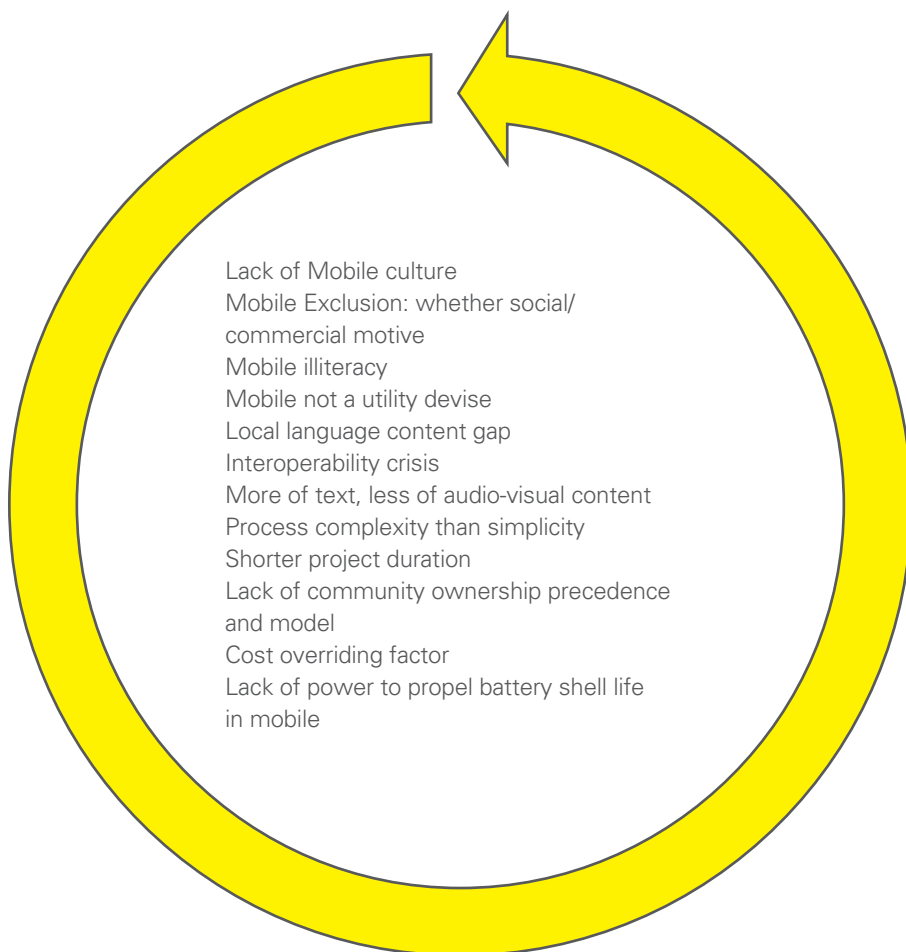 Lack of Mobile culture
Mobile Exclusion: whether social/
commercial motive
Mobile illiteracy
Mobile not a utility devise
Local language content gap
Interoperability crisis
More of text, less of audio-visual content
Process complexity than simplicity
Shorter project duration
Lack of community ownership precedence
and model
Cost overriding factor
Lack of power to propel battery shell life
in mobile